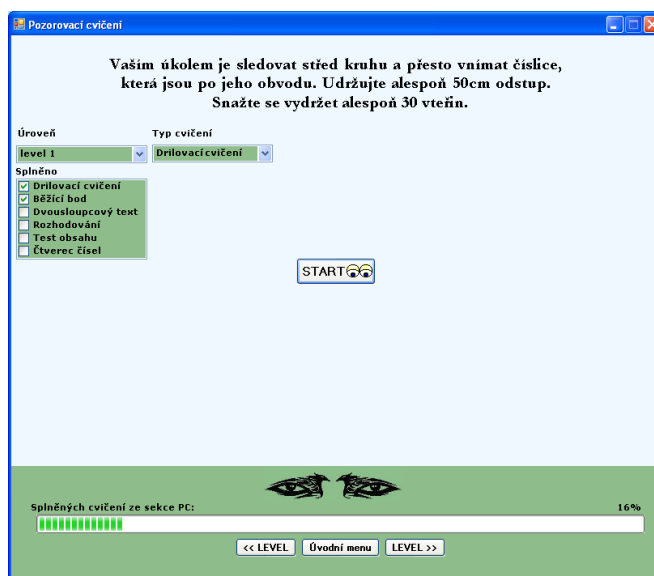 Pozorovací cvičení
Vaším úkolem je sledovat střed kruhu a přesto vnímat číslice,
která jsou po jeho obvodu. Udržujte alespoň 50cm odstup.
Snažte se vydržet alespoň 30 vteřin.
Úroveň
Typ cvičení
level 1
Drilovací cvičení
Splněno
Drilovací cvičení
Běžící bod
Dvousloupcový text
Rozhodování
Test obsahu
Čtverec čísel
START
Splněných cvičení ze sekce PC:
16%
<< LEVEL
Úvodní menu
LEVEL >>